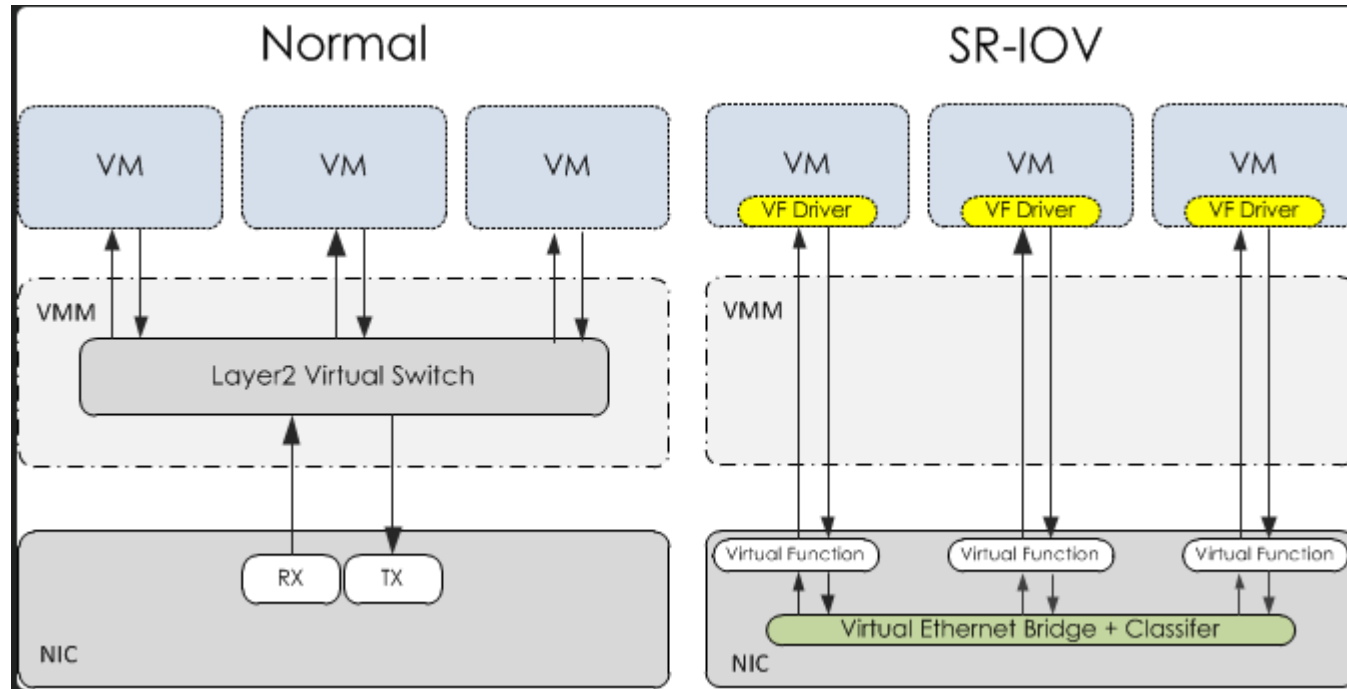 Normal
VM
VM
VM
VMM
Layer2 Virtual Switch
RX
TX
NIC
SR-IOV
VM
VF Driver
VM
VF Driver
VM
VF Driver
VMM
Virtual Function
Virtual Function
Virtual Function
Virtual Ethernet Bridge + Classifer
NIC